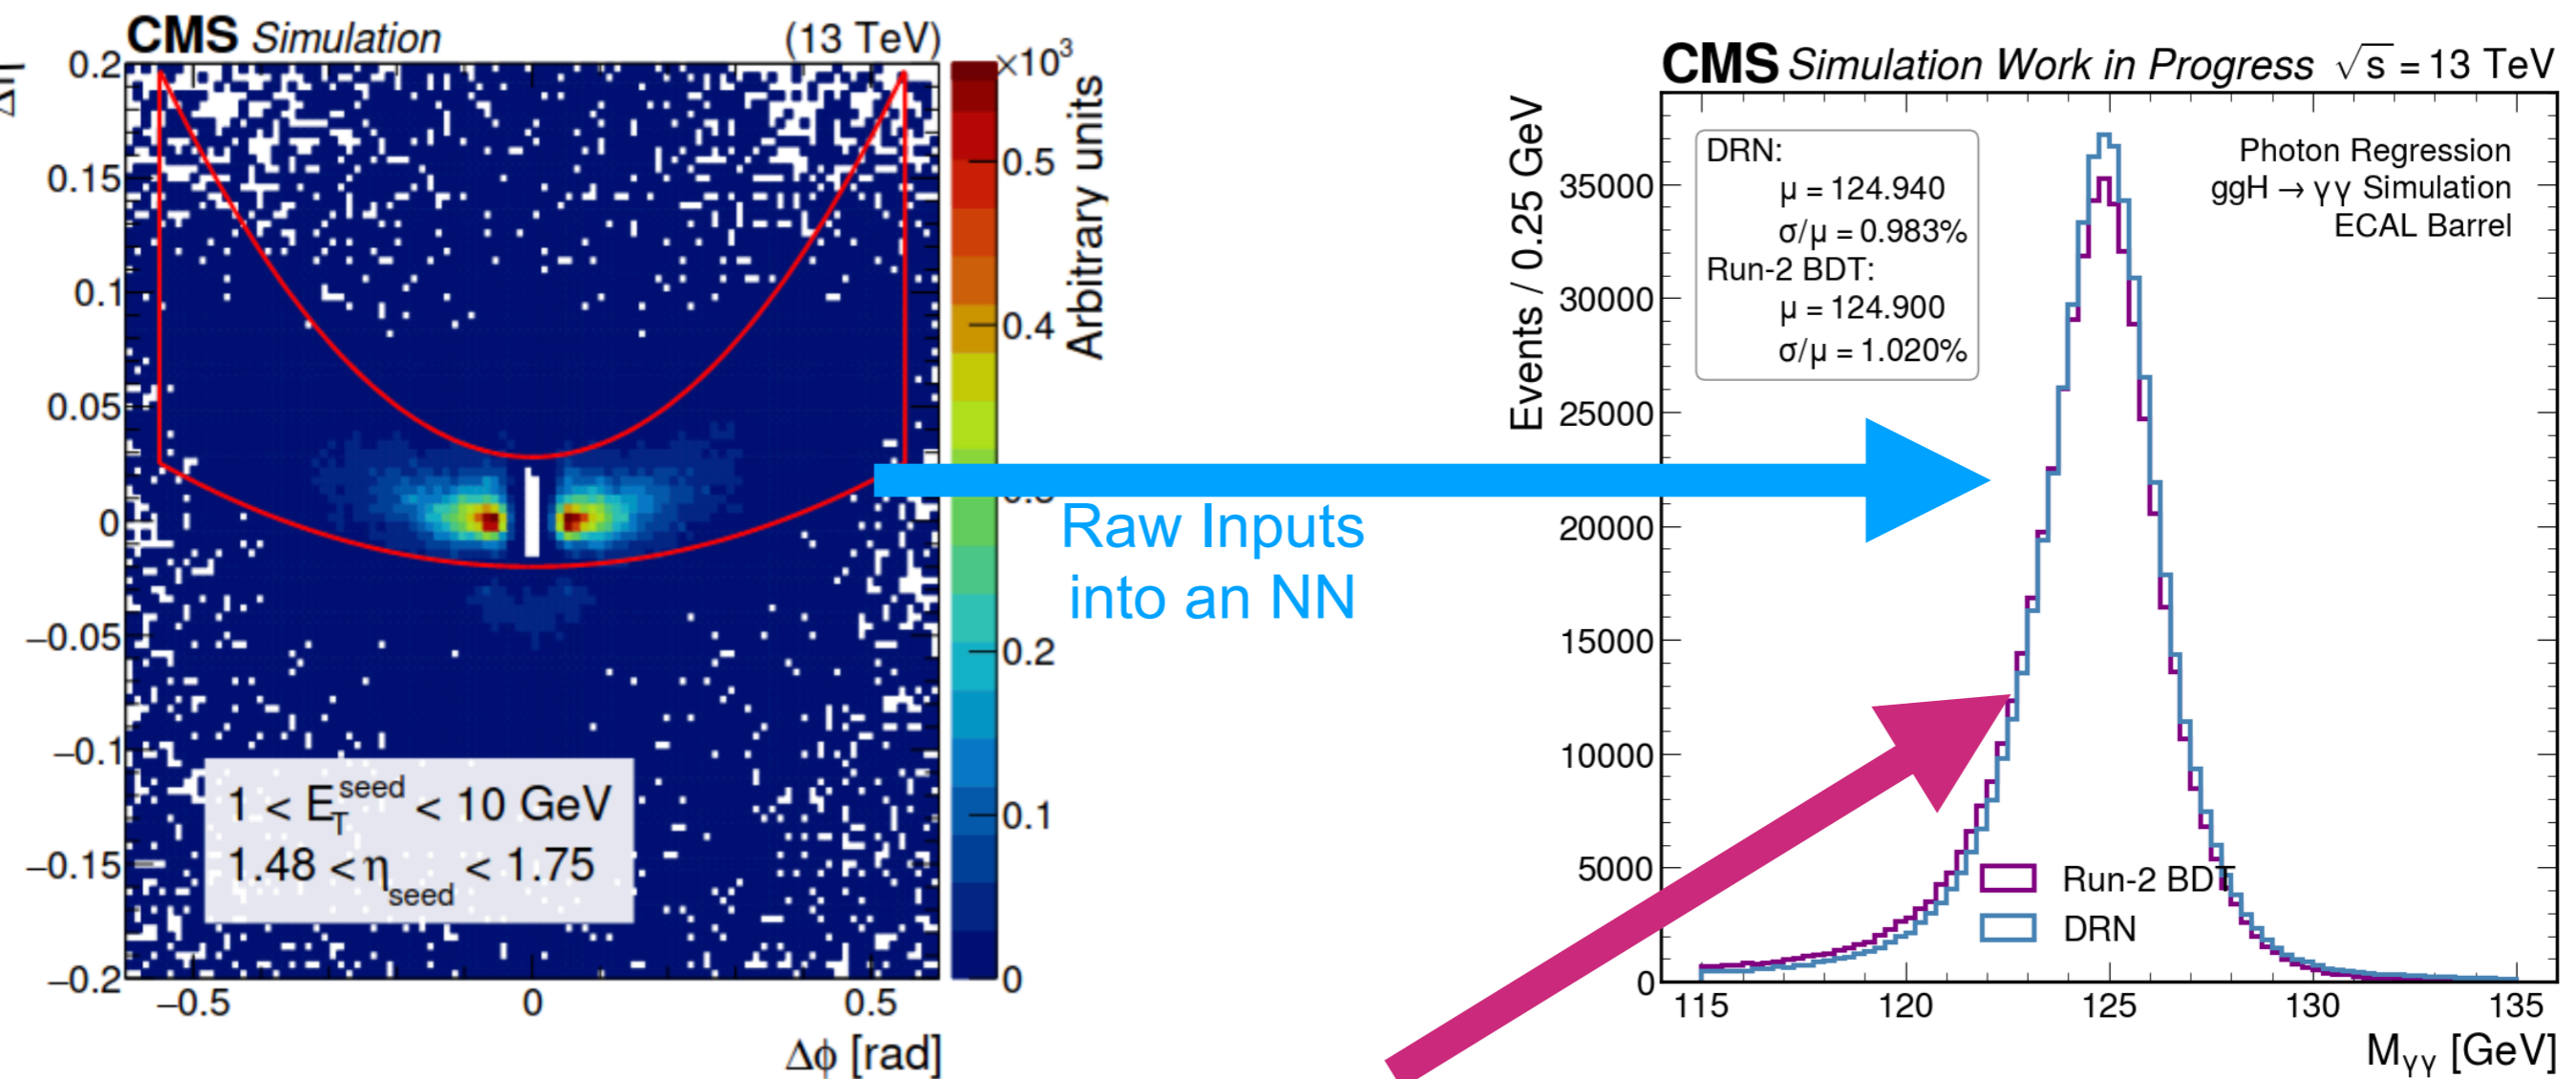 CMS Simulation (13 TeV)
Δη
0.2
0.15
0.1
0.05
0
−0.05
−0.1
−0.15
−0.2
1 < E_T^seed < 10 GeV
1.48 < η_seed < 1.75
−0.5 0 0.5
Δϕ [rad]
×10³
0.5
0.4
0.2
0.1
0
Arbitrary units
Raw Inputs
into an NN
CMS Simulation Work in Progress √s = 13 TeV
Events / 0.25 GeV
35000
30000
25000
20000
15000
10000
5000
0
DRN:
μ = 124.940
σ/μ = 0.983%
Run-2 BDT:
μ = 124.900
σ/μ = 1.020%
Photon Regression
ggH → γγ Simulation
ECAL Barrel
Run-2 BDT
DRN
115 120 125 130 135
M_γγ [GeV]